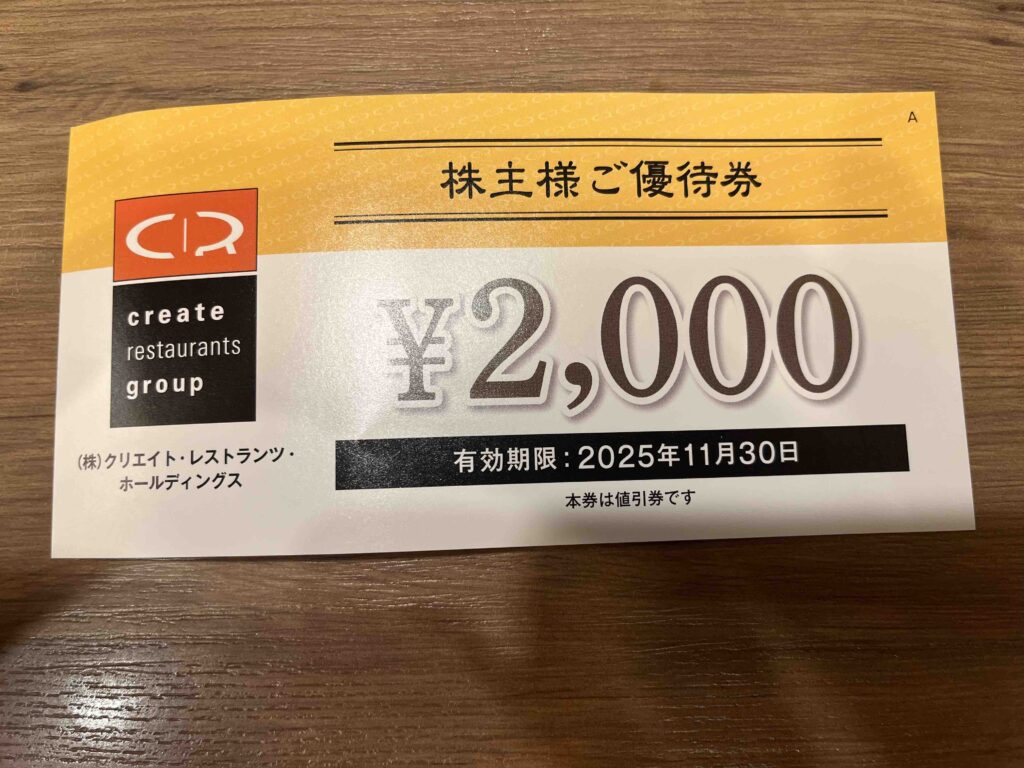 A
株主様ご優待券
CR
create
restaurants
group
(株)クリエイト・レストランツ・
ホールディングス
¥2,000
有効期限:2025年11月30日
本券は値引券です